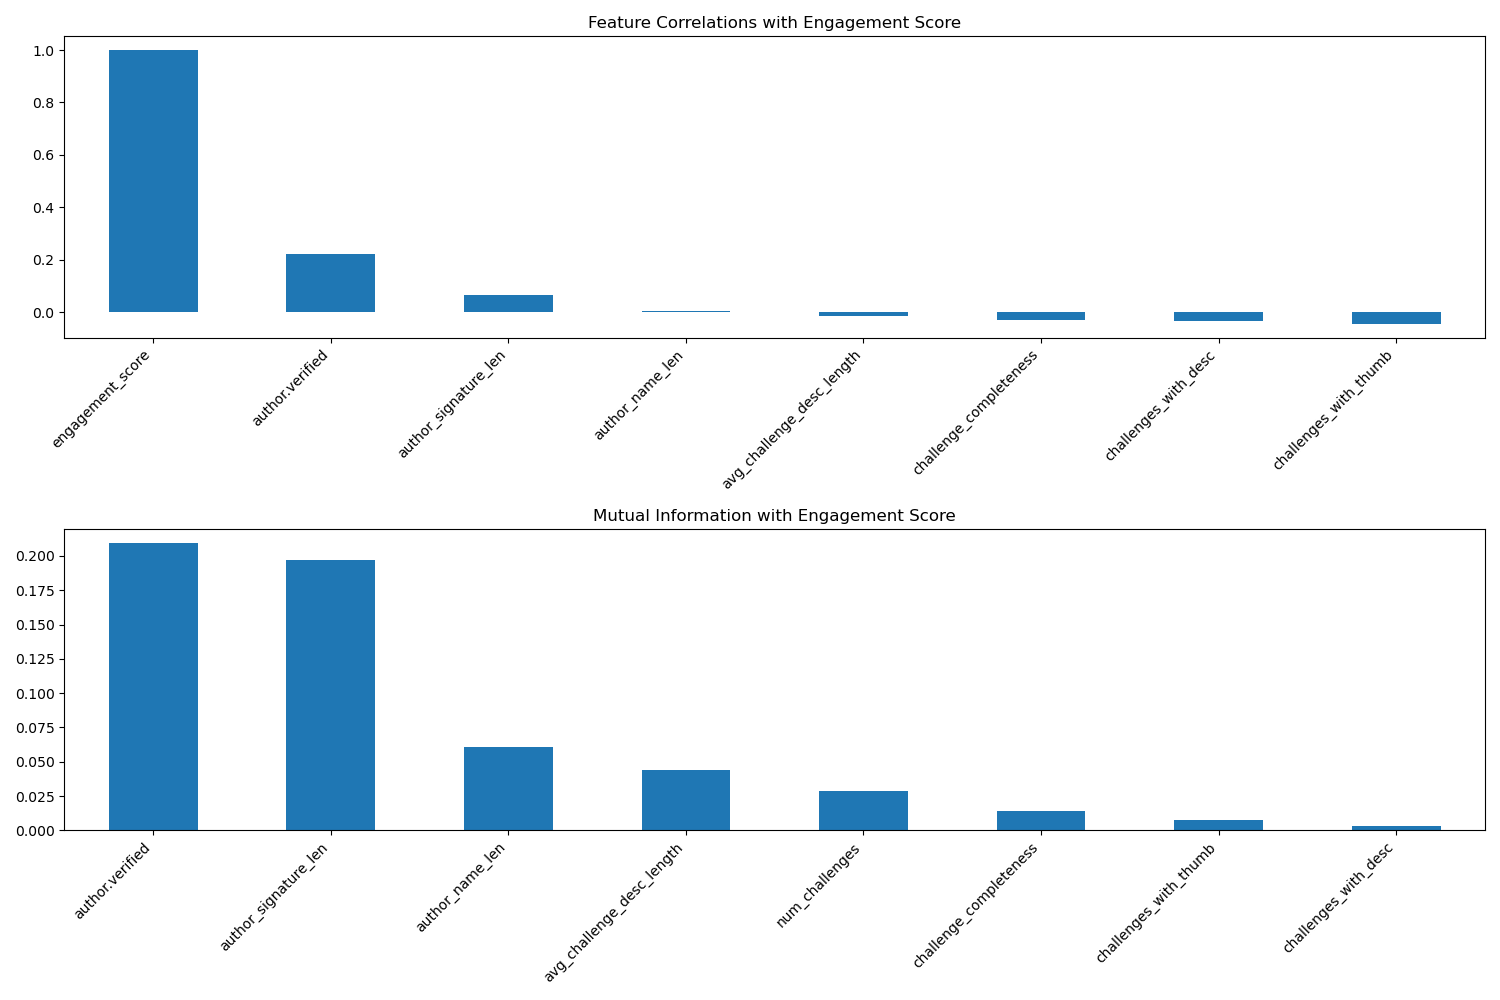 Feature Correlations with Engagement Score
1.0
0.8
0.6
0.4
0.2
0.0
engagement_score
author.verified
author_signature_len
author_name_len
avg_challenge_desc_length
challenge_completeness
challenges_with_desc
challenges_with_thumb
Mutual Information with Engagement Score
0.200
0.175
0.150
0.125
0.100
0.075
0.050
0.025
0.000
author.verified
author_signature_len
author_name_len
avg_challenge_desc_length
num_challenges
challenge_completeness
challenges_with_thumb
challenges_with_desc